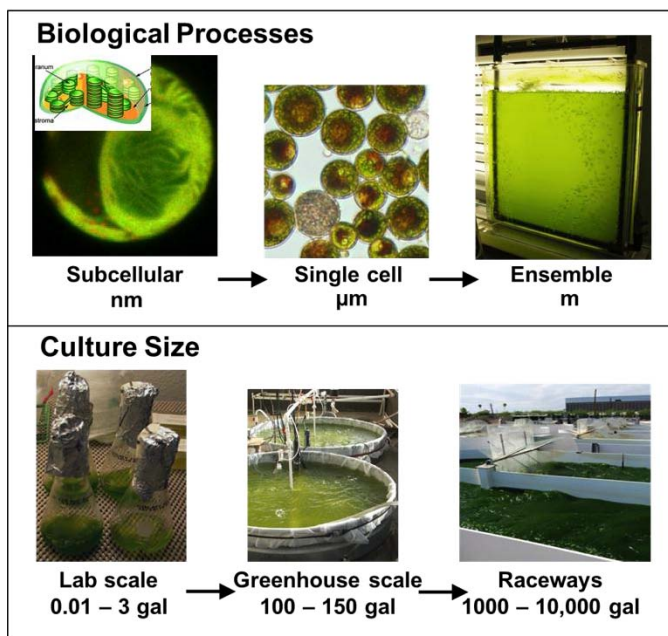 Biological Processes
granum
stroma
Subcellular
nm
Single cell
µm
Ensemble
m
Culture Size
Lab scale
0.01 – 3 gal
Greenhouse scale
100 – 150 gal
Raceways
1000 – 10,000 gal